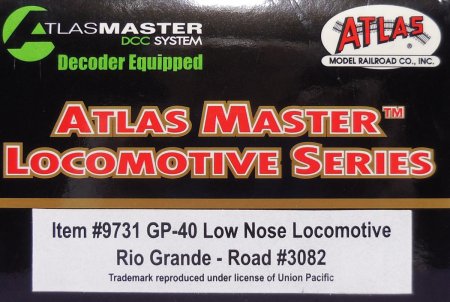 ATLASMASTER
DCC SYSTEM
Decoder Equipped
ATLAS
MODEL RAILROAD CO., INC.
ATLAS MASTER™
LOCOMOTIVE SERIES
Item #9731 GP-40 Low Nose Locomotive
Rio Grande - Road #3082
Trademark reproduced under license of Union Pacific